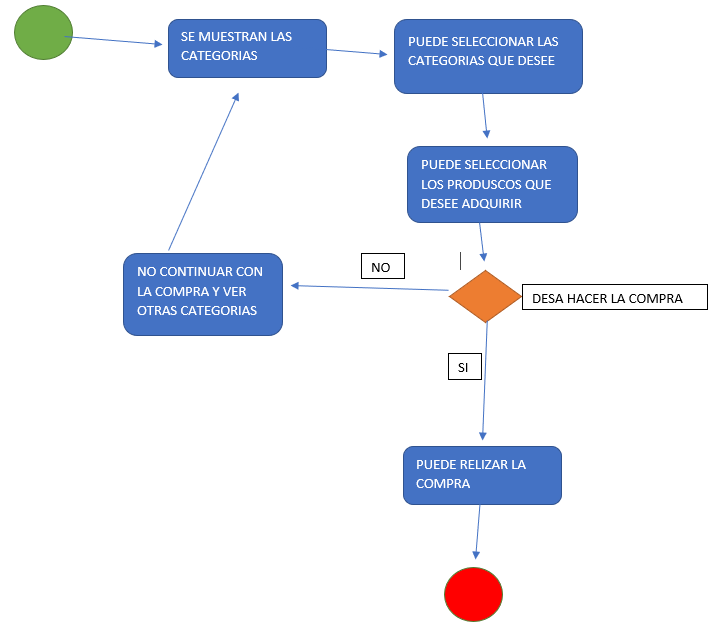 SE MUESTRAN LAS
CATEGORIAS
PUEDE SELECCIONAR LAS
CATEGORIAS QUE DESEE
PUEDE SELECCIONAR
LOS PRODUSCOS QUE
DESEE ADQUIRIR
NO
NO CONTINUAR CON
LA COMPRA Y VER
OTRAS CATEGORIAS
DESA HACER LA COMPRA
SI
PUEDE RELIZAR LA
COMPRA